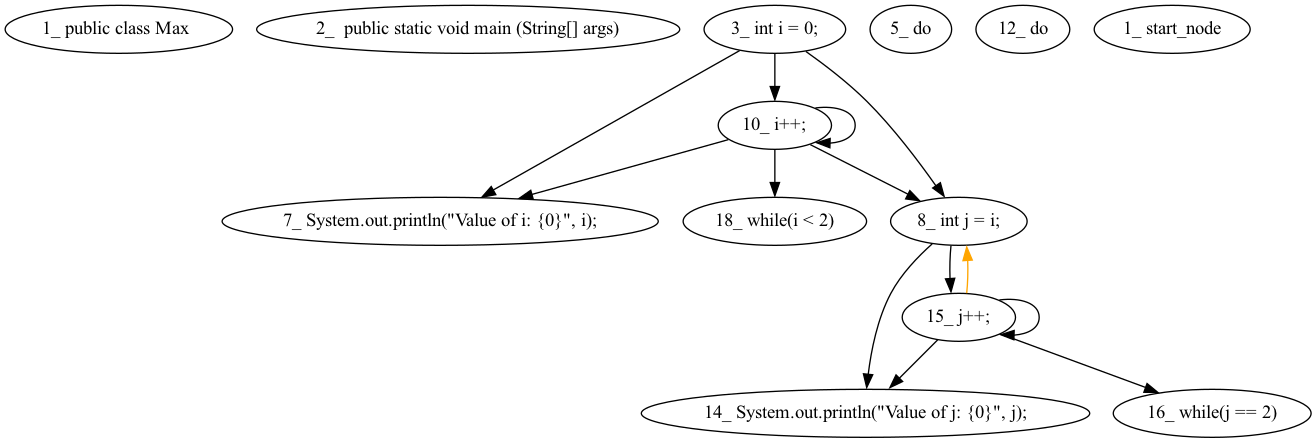 1_ public class Max
2_  public static void main (String[] args)
3_ int i = 0;
5_ do
12_ do
1_ start_node
10_ i++;
7_ System.out.println("Value of i: {0}", i);
18_ while(i < 2)
8_ int j = i;
15_ j++;
14_ System.out.println("Value of j: {0}", j);
16_ while(j == 2)